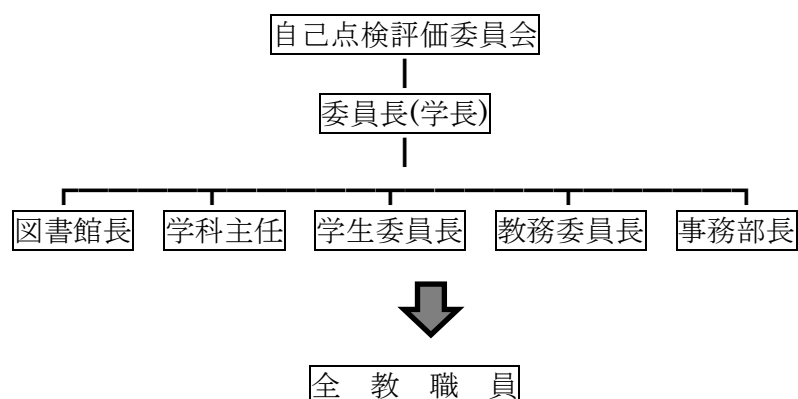 自己点検評価委員会
委員長(学長)
図書館長 学科主任 学生委員長 教務委員長 事務部長
全 教 職 員